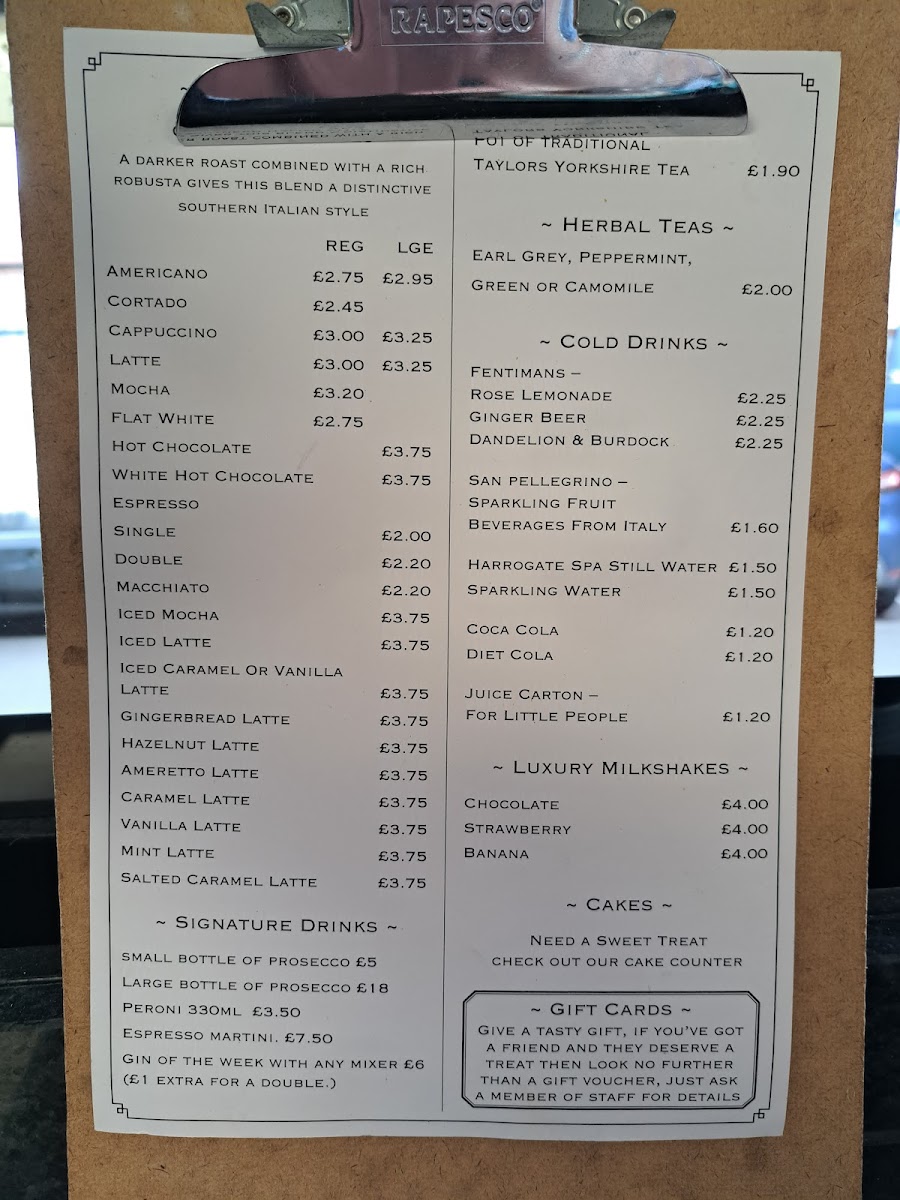 RAPESCO
A DARKER ROAST COMBINED WITH A RICH
ROBUSTA GIVES THIS BLEND A DISTINCTIVE
SOUTHERN ITALIAN STYLE
REG LGE
AMERICANO £2.75 £2.95
CORTADO £2.45
CAPPUCCINO £3.00 £3.25
LATTE £3.00 £3.25
MOCHA £3.20
FLAT WHITE £2.75
HOT CHOCOLATE £3.75
WHITE HOT CHOCOLATE £3.75
ESPRESSO
SINGLE £2.00
DOUBLE £2.20
MACCHIATO £2.20
ICED MOCHA £3.75
ICED LATTE £3.75
ICED CARAMEL OR VANILLA
LATTE £3.75
GINGERBREAD LATTE £3.75
HAZELNUT LATTE £3.75
AMERETTO LATTE £3.75
CARAMEL LATTE £3.75
VANILLA LATTE £3.75
MINT LATTE £3.75
SALTED CARAMEL LATTE £3.75
~ SIGNATURE DRINKS ~
SMALL BOTTLE OF PROSECCO £5
LARGE BOTTLE OF PROSECCO £18
PERONI 330ML £3.50
ESPRESSO MARTINI. £7.50
GIN OF THE WEEK WITH ANY MIXER £6
(£1 EXTRA FOR A DOUBLE.)
POT OF TRADITIONAL
TAYLORS YORKSHIRE TEA £1.90
~ HERBAL TEAS ~
EARL GREY, PEPPERMINT,
GREEN OR CAMOMILE £2.00
~ COLD DRINKS ~
FENTIMANS –
ROSE LEMONADE £2.25
GINGER BEER £2.25
DANDELION & BURDOCK £2.25
SAN PELLEGRINO –
SPARKLING FRUIT
BEVERAGES FROM ITALY £1.60
HARROGATE SPA STILL WATER £1.50
SPARKLING WATER £1.50
COCA COLA £1.20
DIET COLA £1.20
JUICE CARTON –
FOR LITTLE PEOPLE £1.20
~ LUXURY MILKSHAKES ~
CHOCOLATE £4.00
STRAWBERRY £4.00
BANANA £4.00
~ CAKES ~
NEED A SWEET TREAT
CHECK OUT OUR CAKE COUNTER
~ GIFT CARDS ~
GIVE A TASTY GIFT, IF YOU'VE GOT
A FRIEND AND THEY DESERVE A
TREAT THEN LOOK NO FURTHER
THAN A GIFT VOUCHER, JUST ASK
A MEMBER OF STAFF FOR DETAILS